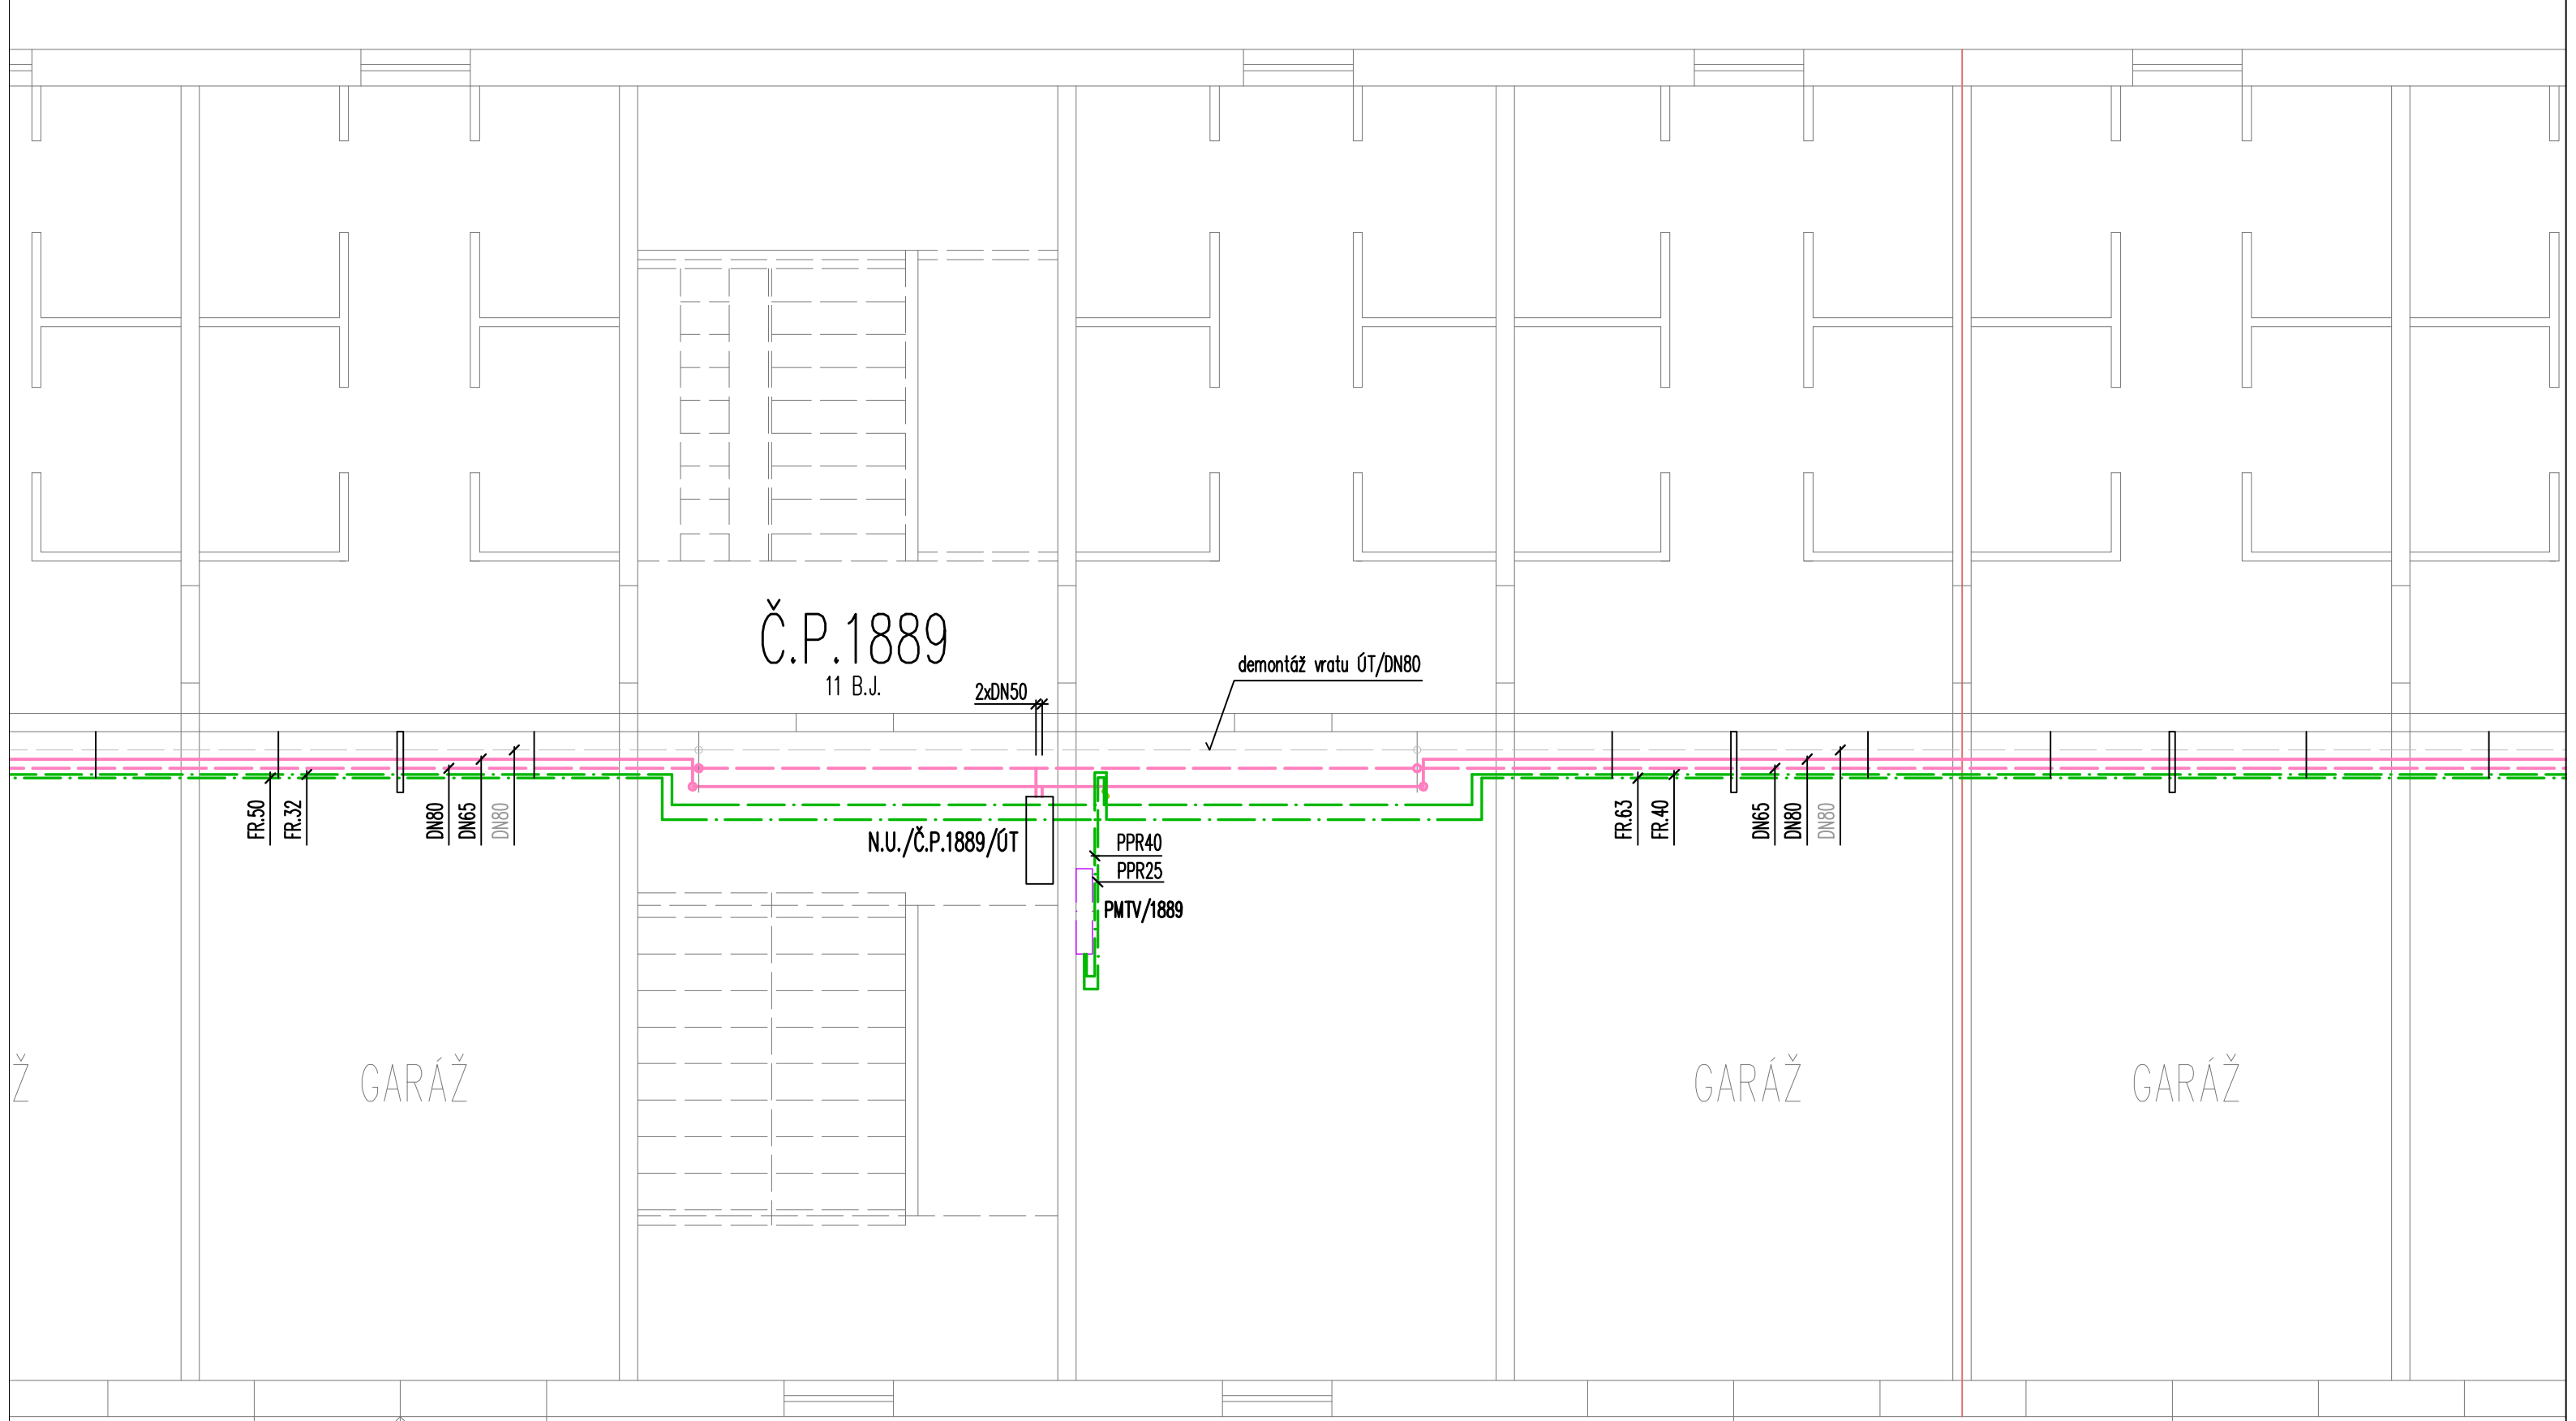 Č.P.1889
11 B.J.
2xDN50
demontáž vratu ÚT/DN80
FR.50
FR.32
DN80
DN65
DN80
N.U./Č.P.1889/ÚT
PPR40
PPR25
PMTV/1889
FR.63
FR.40
DN65
DN80
DN80
Ž
GARÁŽ
GARÁŽ
GARÁŽ